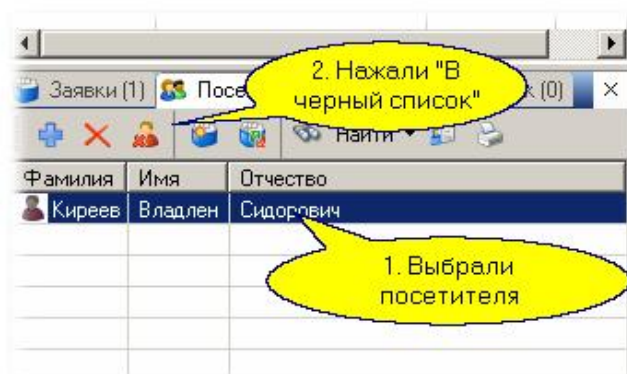 2. Нажали "В
черный список"
Заявки (1) Посе к (0)
Найти
Фамилия Имя Отчество
Киреев Владлен Сидорович
1. Выбрали
посетителя